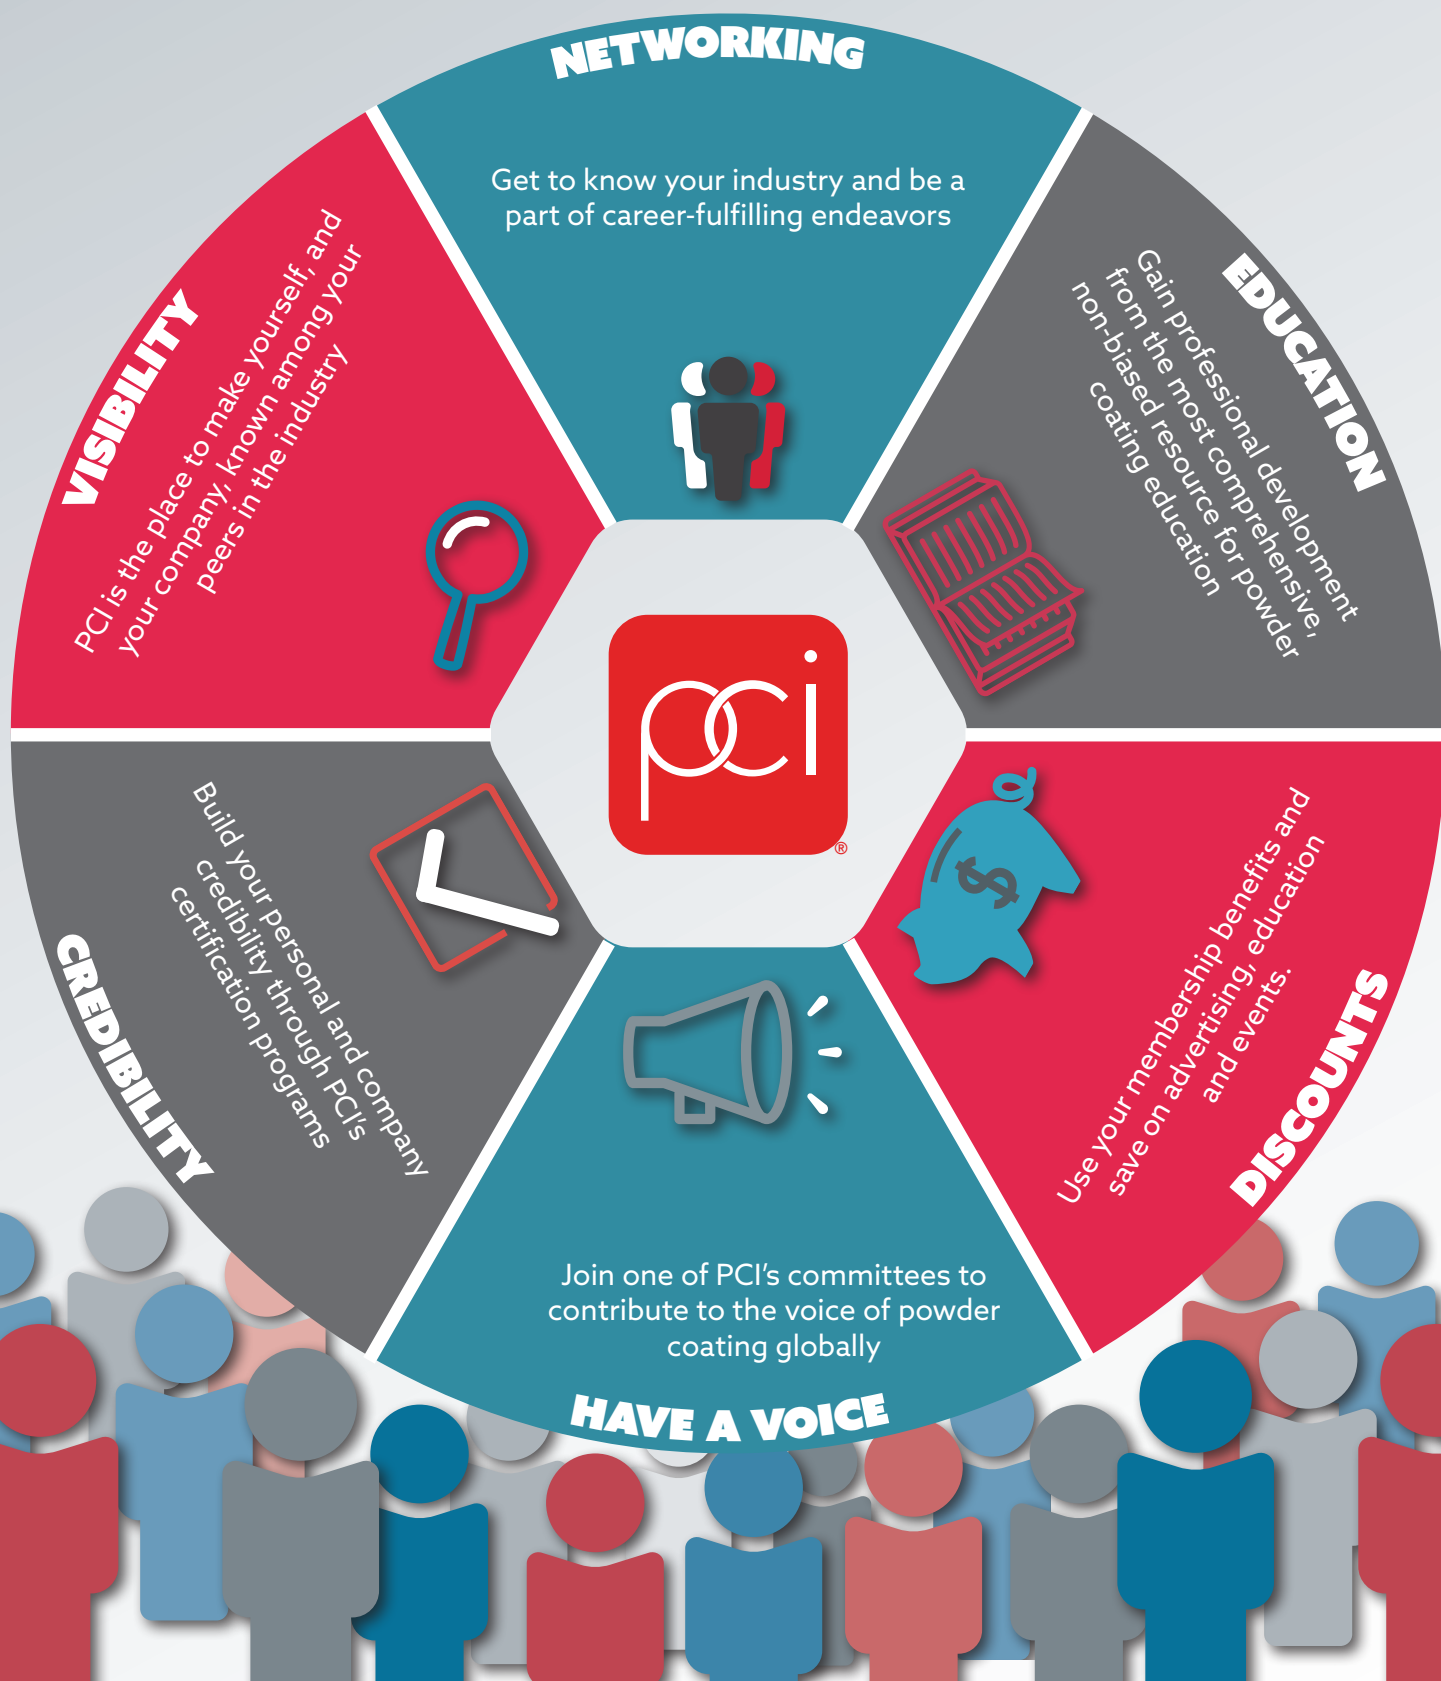 NETWORKING
Get to know your industry and be a
part of career-fulfilling endeavors
EDUCATION
Gain professional development
from the most comprehensive,
non-biased resource for powder
coating education
DISCOUNTS
Use your membership benefits and
save on advertising, education
and events.
Join one of PCI’s committees to
contribute to the voice of powder
coating globally
HAVE A VOICE
CREDIBILITY
Build your personal and company
credibility through PCI’s
certification programs
VISIBILITY
PCI is the place to make yourself, and
your company, known among your
peers in the industry
pci
®
$